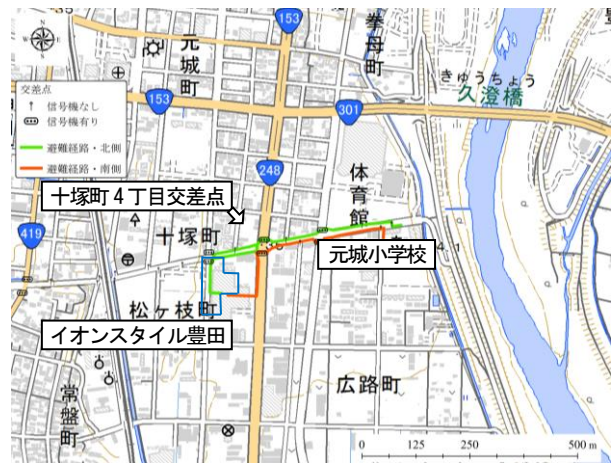 153
元城町
挙母町
交差点
信号機なし
信号機有り
避難経路・北側
避難経路・南側
153
301
きゅうちょう
久澄橋
248
体育館
十塚町4丁目交差点
419
十塚町
元城小学校
4 1
松ヶ枝町
イオンスタイル豊田
広路町
常盤町
0 125 250 500
m